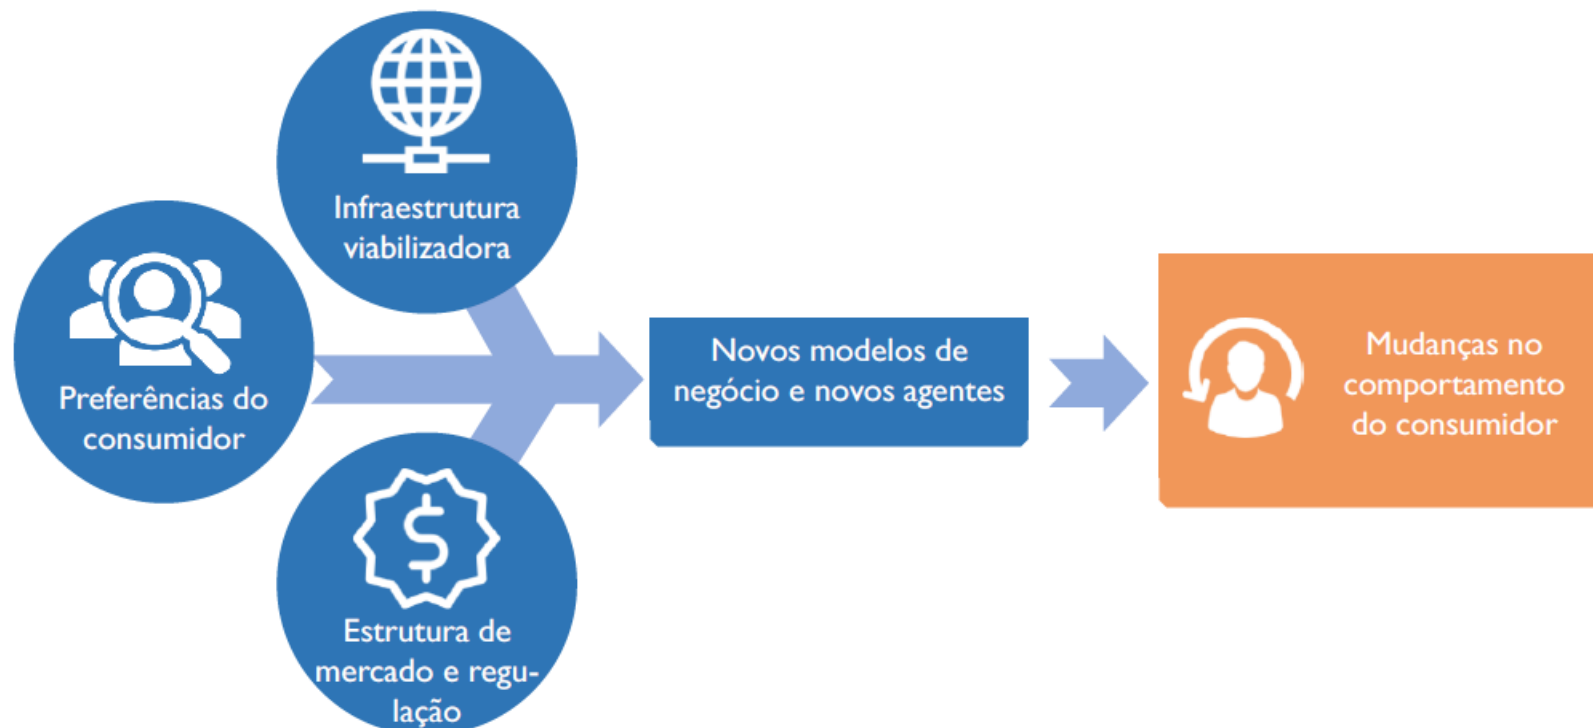 Infraestrutura
viabilizadora
Preferências do
consumidor
Estrutura de
mercado e regu-
lação
Novos modelos de
negócio e novos agentes
Mudanças no
comportamento
do consumidor